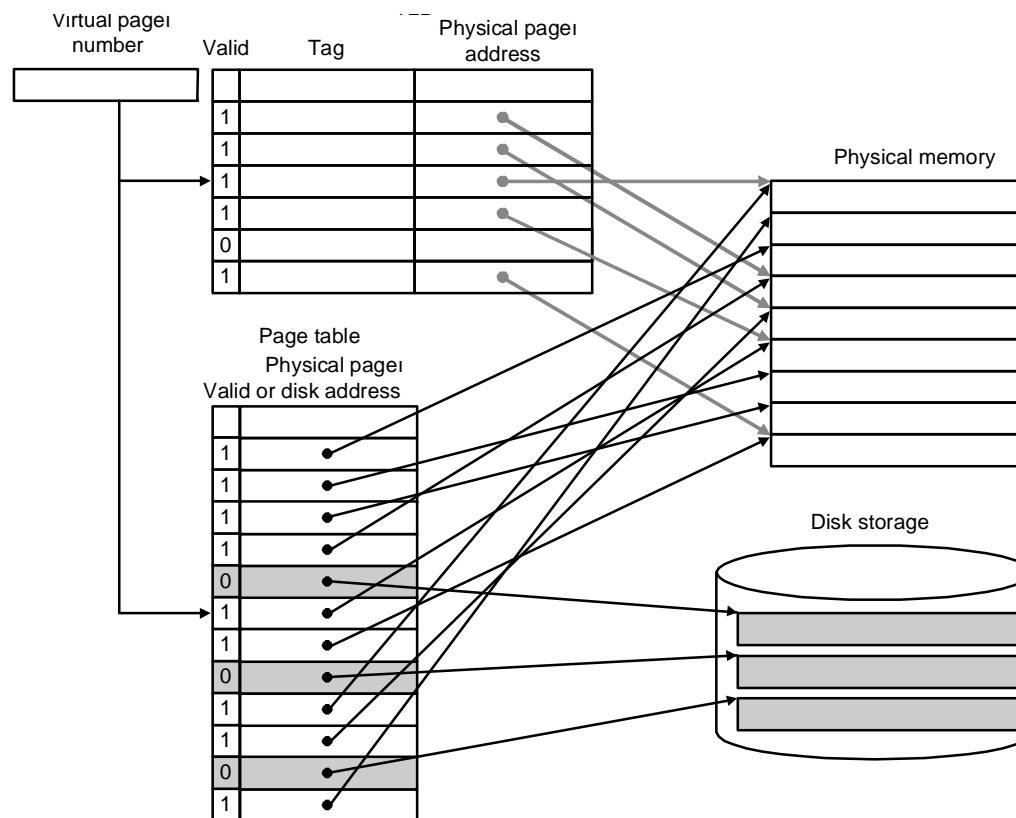 Virtual page
number
Valid
Tag
Physical page
address
1
1
1
1
0
1
Physical memory
Page table
Physical page
Valid or disk address
1
1
1
1
0
1
1
0
1
1
0
1
Disk storage